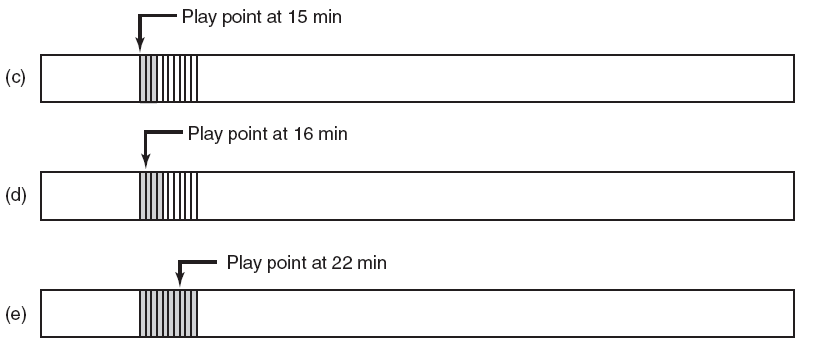 Play point at 15 min
(c)
Play point at 16 min
(d)
Play point at 22 min
(e)